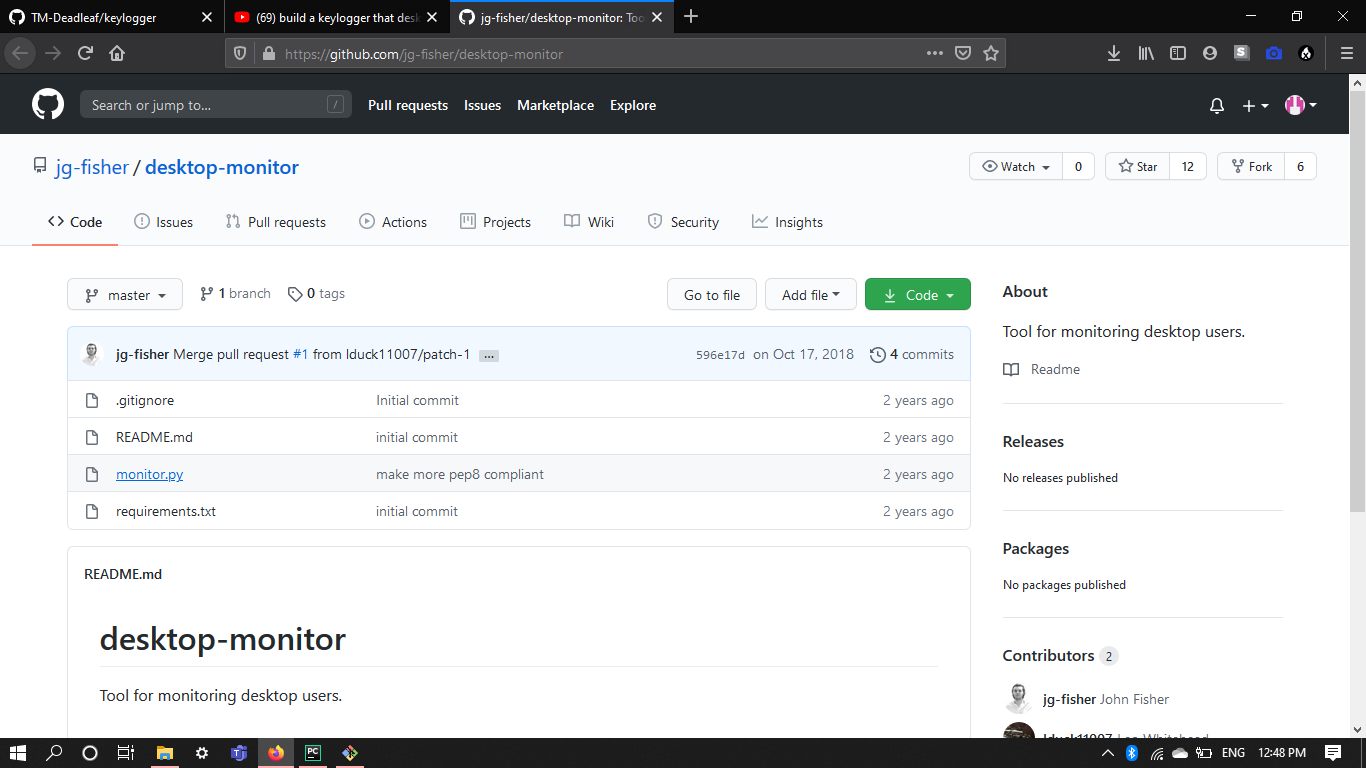 TM-Deadleaf/keylogger
(69) build a keylogger that desk
jg-fisher/desktop-monitor: Too
https://github.com/jg-fisher/desktop-monitor
Search or jump to... /
Pull requests Issues Marketplace Explore
jg-fisher / desktop-monitor
Watch 0 Star 12 Fork 6
Code Issues Pull requests Actions Projects Wiki Security Insights
master 1 branch 0 tags Go to file Add file Code
jg-fisher Merge pull request #1 from lduck11007/patch-1 ... 596e17d on Oct 17, 2018 4 commits
.gitignore Initial commit 2 years ago
README.md initial commit 2 years ago
monitor.py make more pep8 compliant 2 years ago
requirements.txt initial commit 2 years ago
README.md
desktop-monitor
Tool for monitoring desktop users.
About
Tool for monitoring desktop users.
Readme
Releases
No releases published
Packages
No packages published
Contributors 2
jg-fisher John Fisher
lduck11007
ENG 12:48 PM